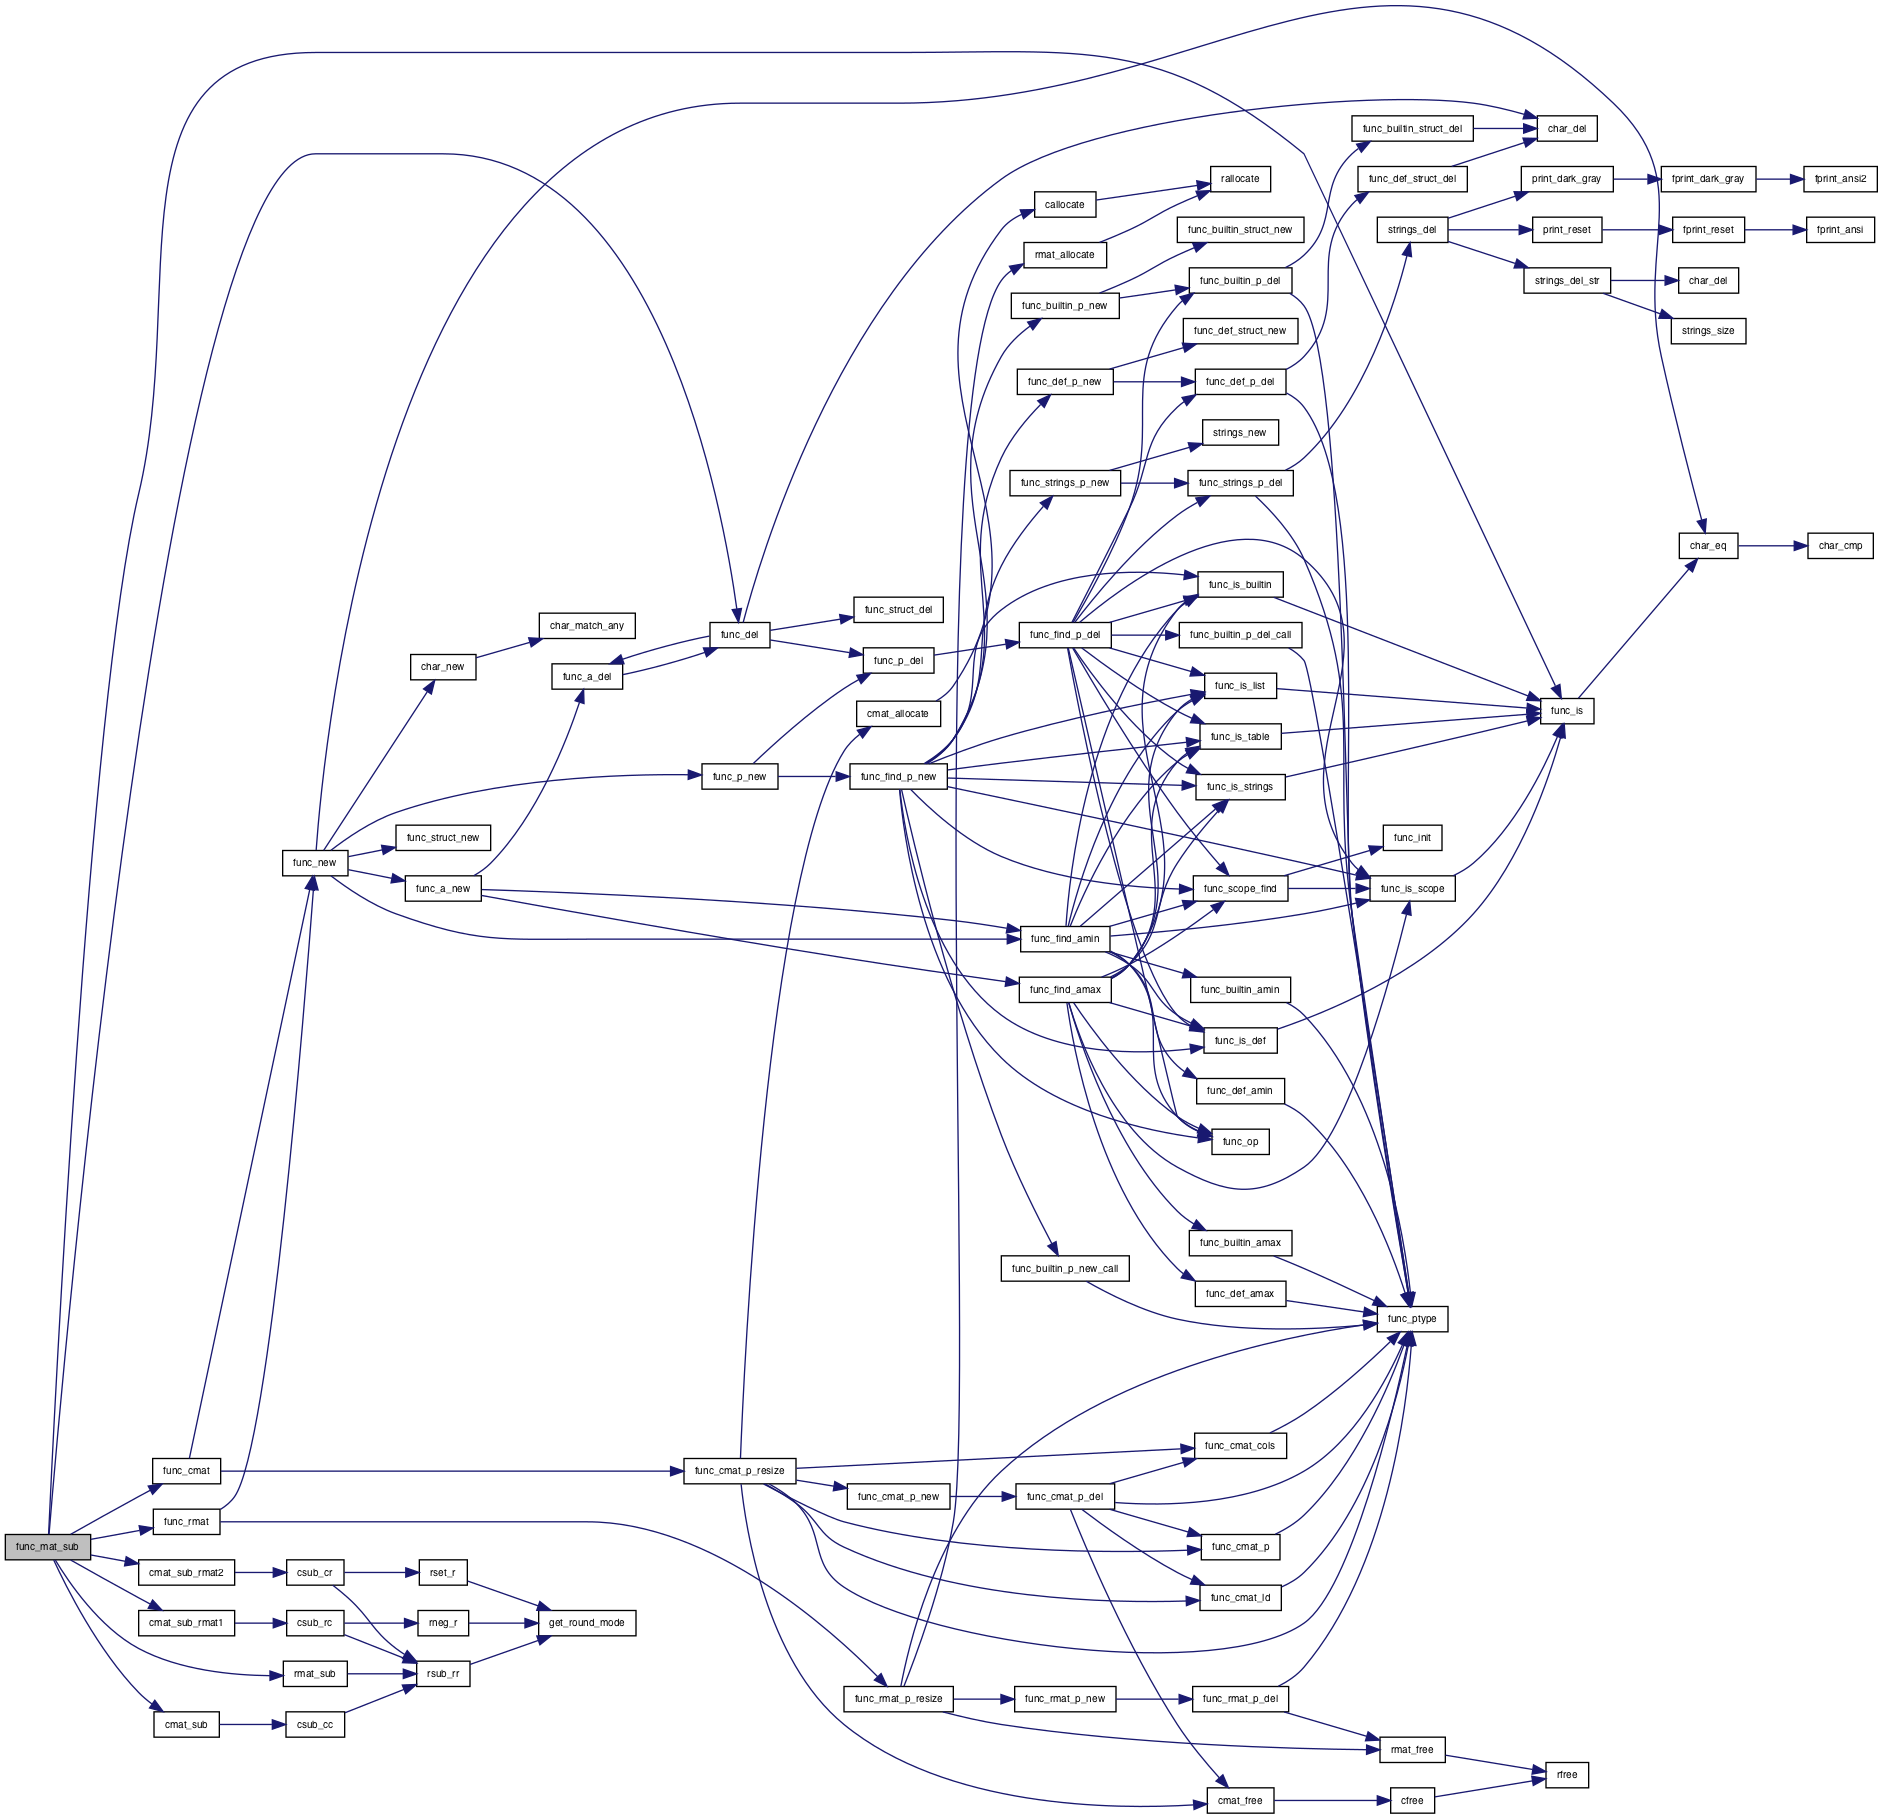 func_builtin_struct_del
char_del
rallocate
func_def_struct_del
print_dark_gray
fprint_dark_gray
fprint_ansi2
callocate
func_builtin_struct_new
strings_del
print_reset
fprint_reset
fprint_ansi
rmat_allocate
func_builtin_p_del
strings_del_str
char_del
func_builtin_p_new
func_def_struct_new
strings_size
func_def_p_new
func_def_p_del
strings_new
func_strings_p_new
func_strings_p_del
char_eq
char_cmp
func_is_builtin
func_struct_del
char_match_any
func_del
func_find_p_del
func_builtin_p_del_call
char_new
func_p_del
func_a_del
func_is_list
cmat_allocate
func_is
func_is_table
func_p_new
func_find_p_new
func_is_strings
func_struct_new
func_init
func_new
func_a_new
func_scope_find
func_is_scope
func_find_amin
func_find_amax
func_builtin_amin
func_is_def
func_def_amin
func_op
func_builtin_amax
func_builtin_p_new_call
func_def_amax
func_ptype
func_cmat_cols
func_cmat
func_cmat_p_resize
func_cmat_p_new
func_cmat_p_del
func_rmat
func_mat_sub
func_cmat_p
cmat_sub_rmat2
csub_cr
rset_r
func_cmat_ld
cmat_sub_rmat1
csub_rc
rneg_r
get_round_mode
rmat_sub
rsub_rr
func_rmat_p_resize
func_rmat_p_new
func_rmat_p_del
cmat_sub
csub_cc
rmat_free
rfree
cmat_free
cfree